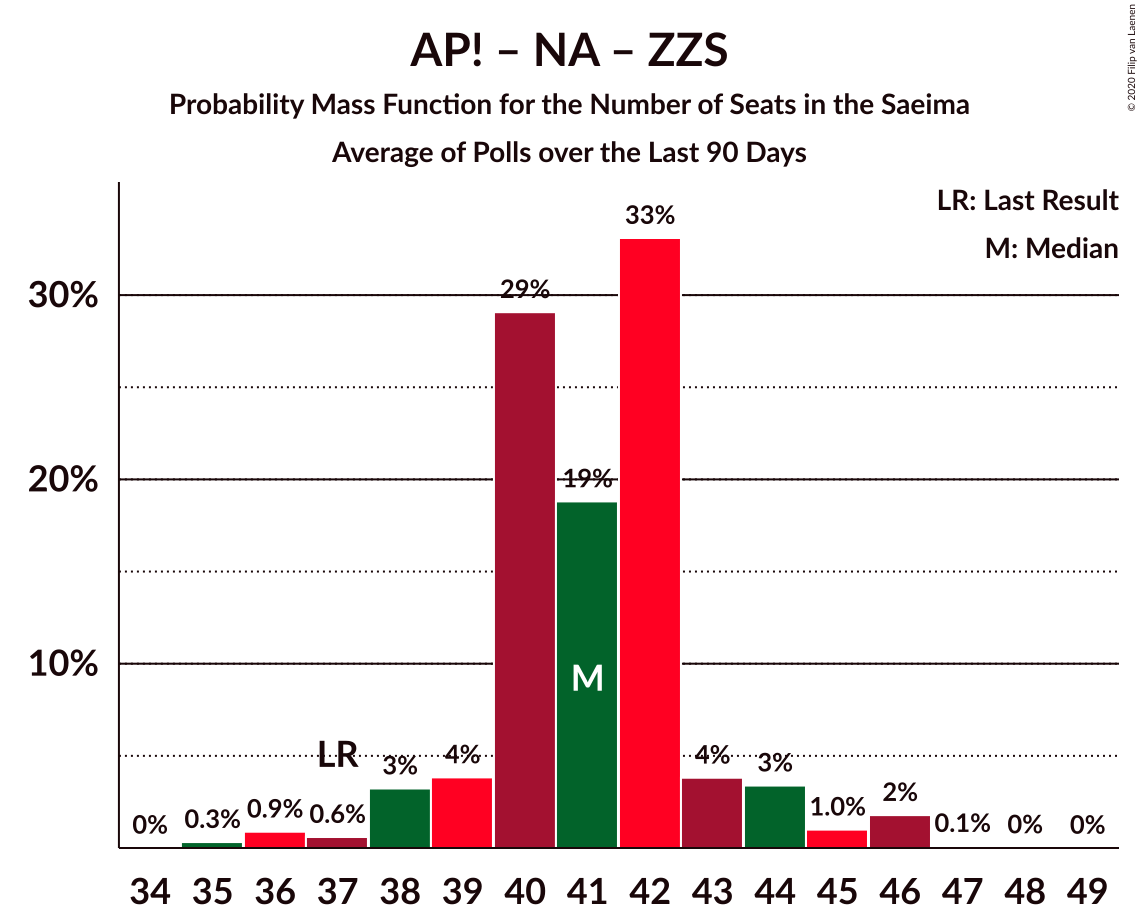 AP! – NA – ZZS
Probability Mass Function for the Number of Seats in the Saeima
Average of Polls over the Last 90 Days
© 2020 Filip van Laenen
LR: Last Result
M: Median
30%
20%
10%
0%
0.3%
0.9%
0.6%
LR
3%
4%
29%
19%
M
33%
4%
3%
1.0%
2%
0.1%
0%
0%
34 35 36 37 38 39 40 41 42 43 44 45 46 47 48 49